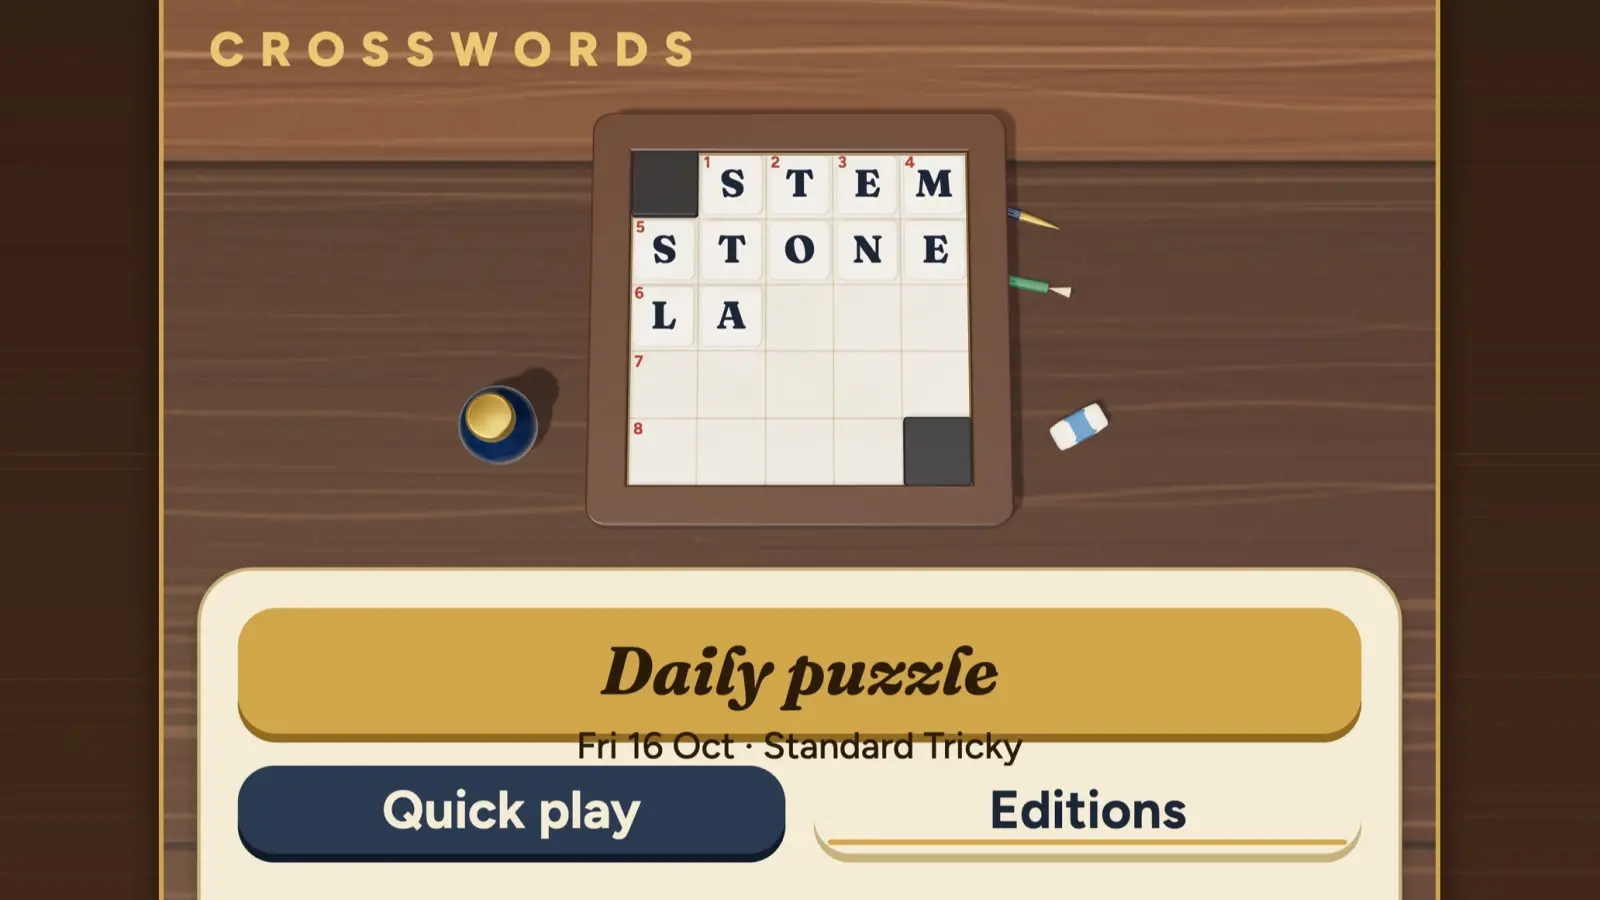 CROSSWORDS
1 S 2 T 3 E 4 M
5 S T O N E
6 L A
7
8
Daily puzzle
Fri 16 Oct · Standard Tricky
Quick play
Editions